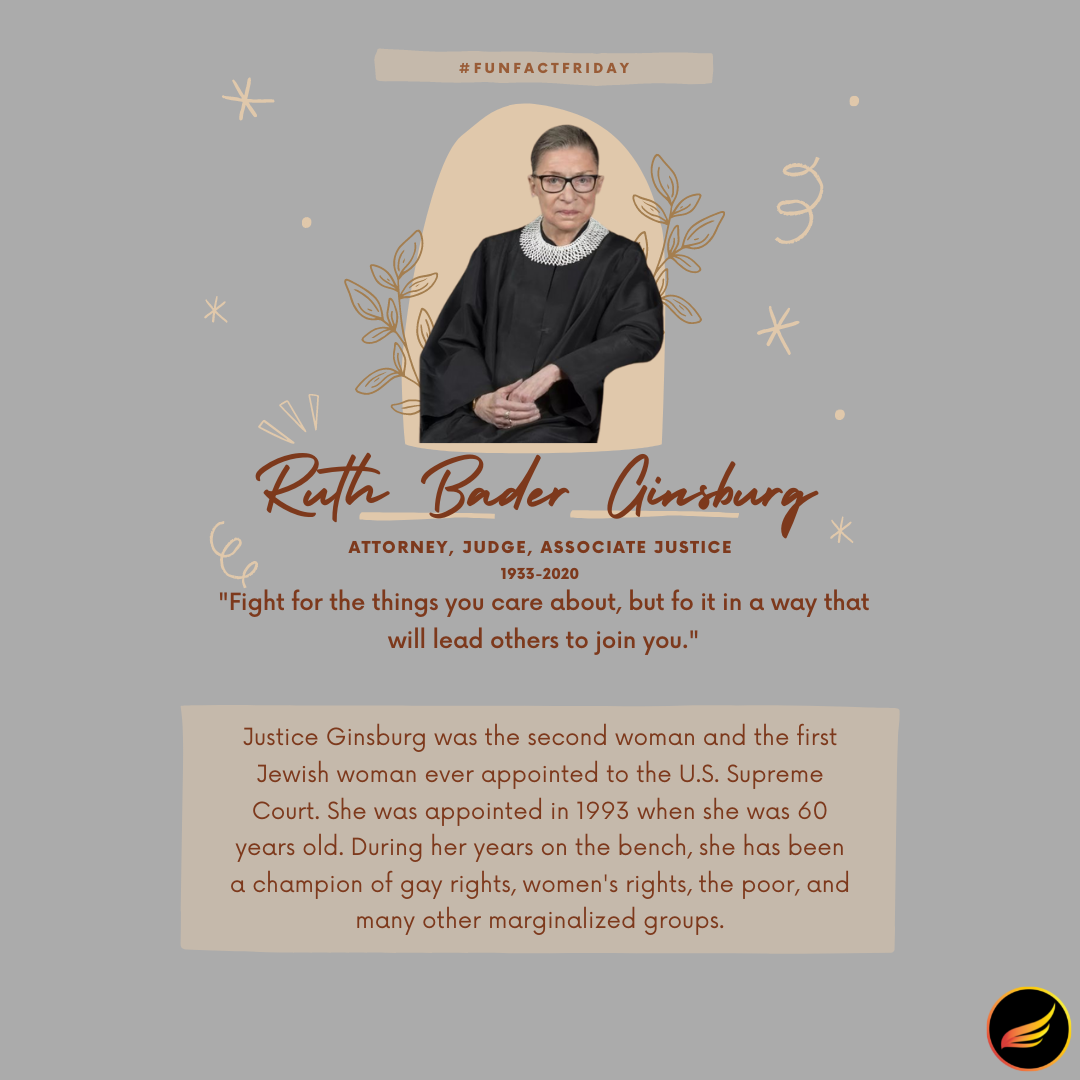 #FUNFACTFRIDAY
Ruth Bader Ginsburg
ATTORNEY, JUDGE, ASSOCIATE JUSTICE
1933-2020
"Fight for the things you care about, but fo it in a way that
will lead others to join you."
Justice Ginsburg was the second woman and the first
Jewish woman ever appointed to the U.S. Supreme
Court. She was appointed in 1993 when she was 60
years old. During her years on the bench, she has been
a champion of gay rights, women's rights, the poor, and
many other marginalized groups.